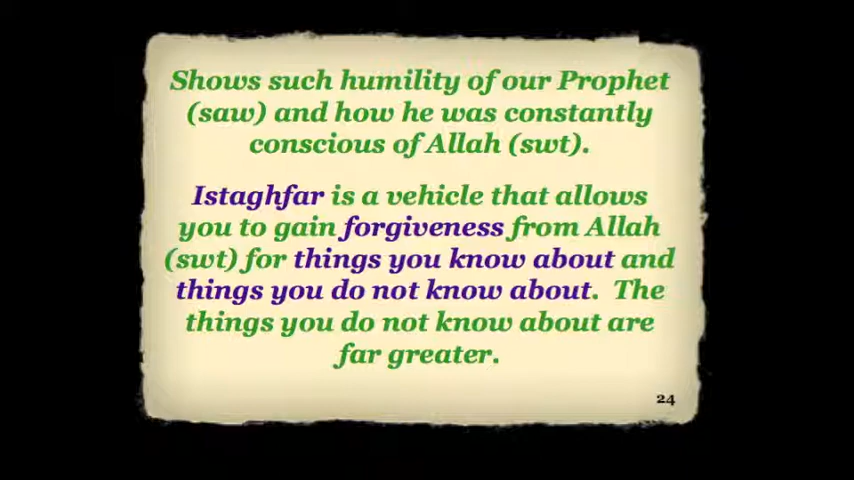 Shows such humility of our Prophet
(saw) and how he was constantly
conscious of Allah (swt).
Istaghfar is a vehicle that allows
you to gain forgiveness from Allah
(swt) for things you know about and
things you do not know about.  The
things you do not know about are
far greater.
24